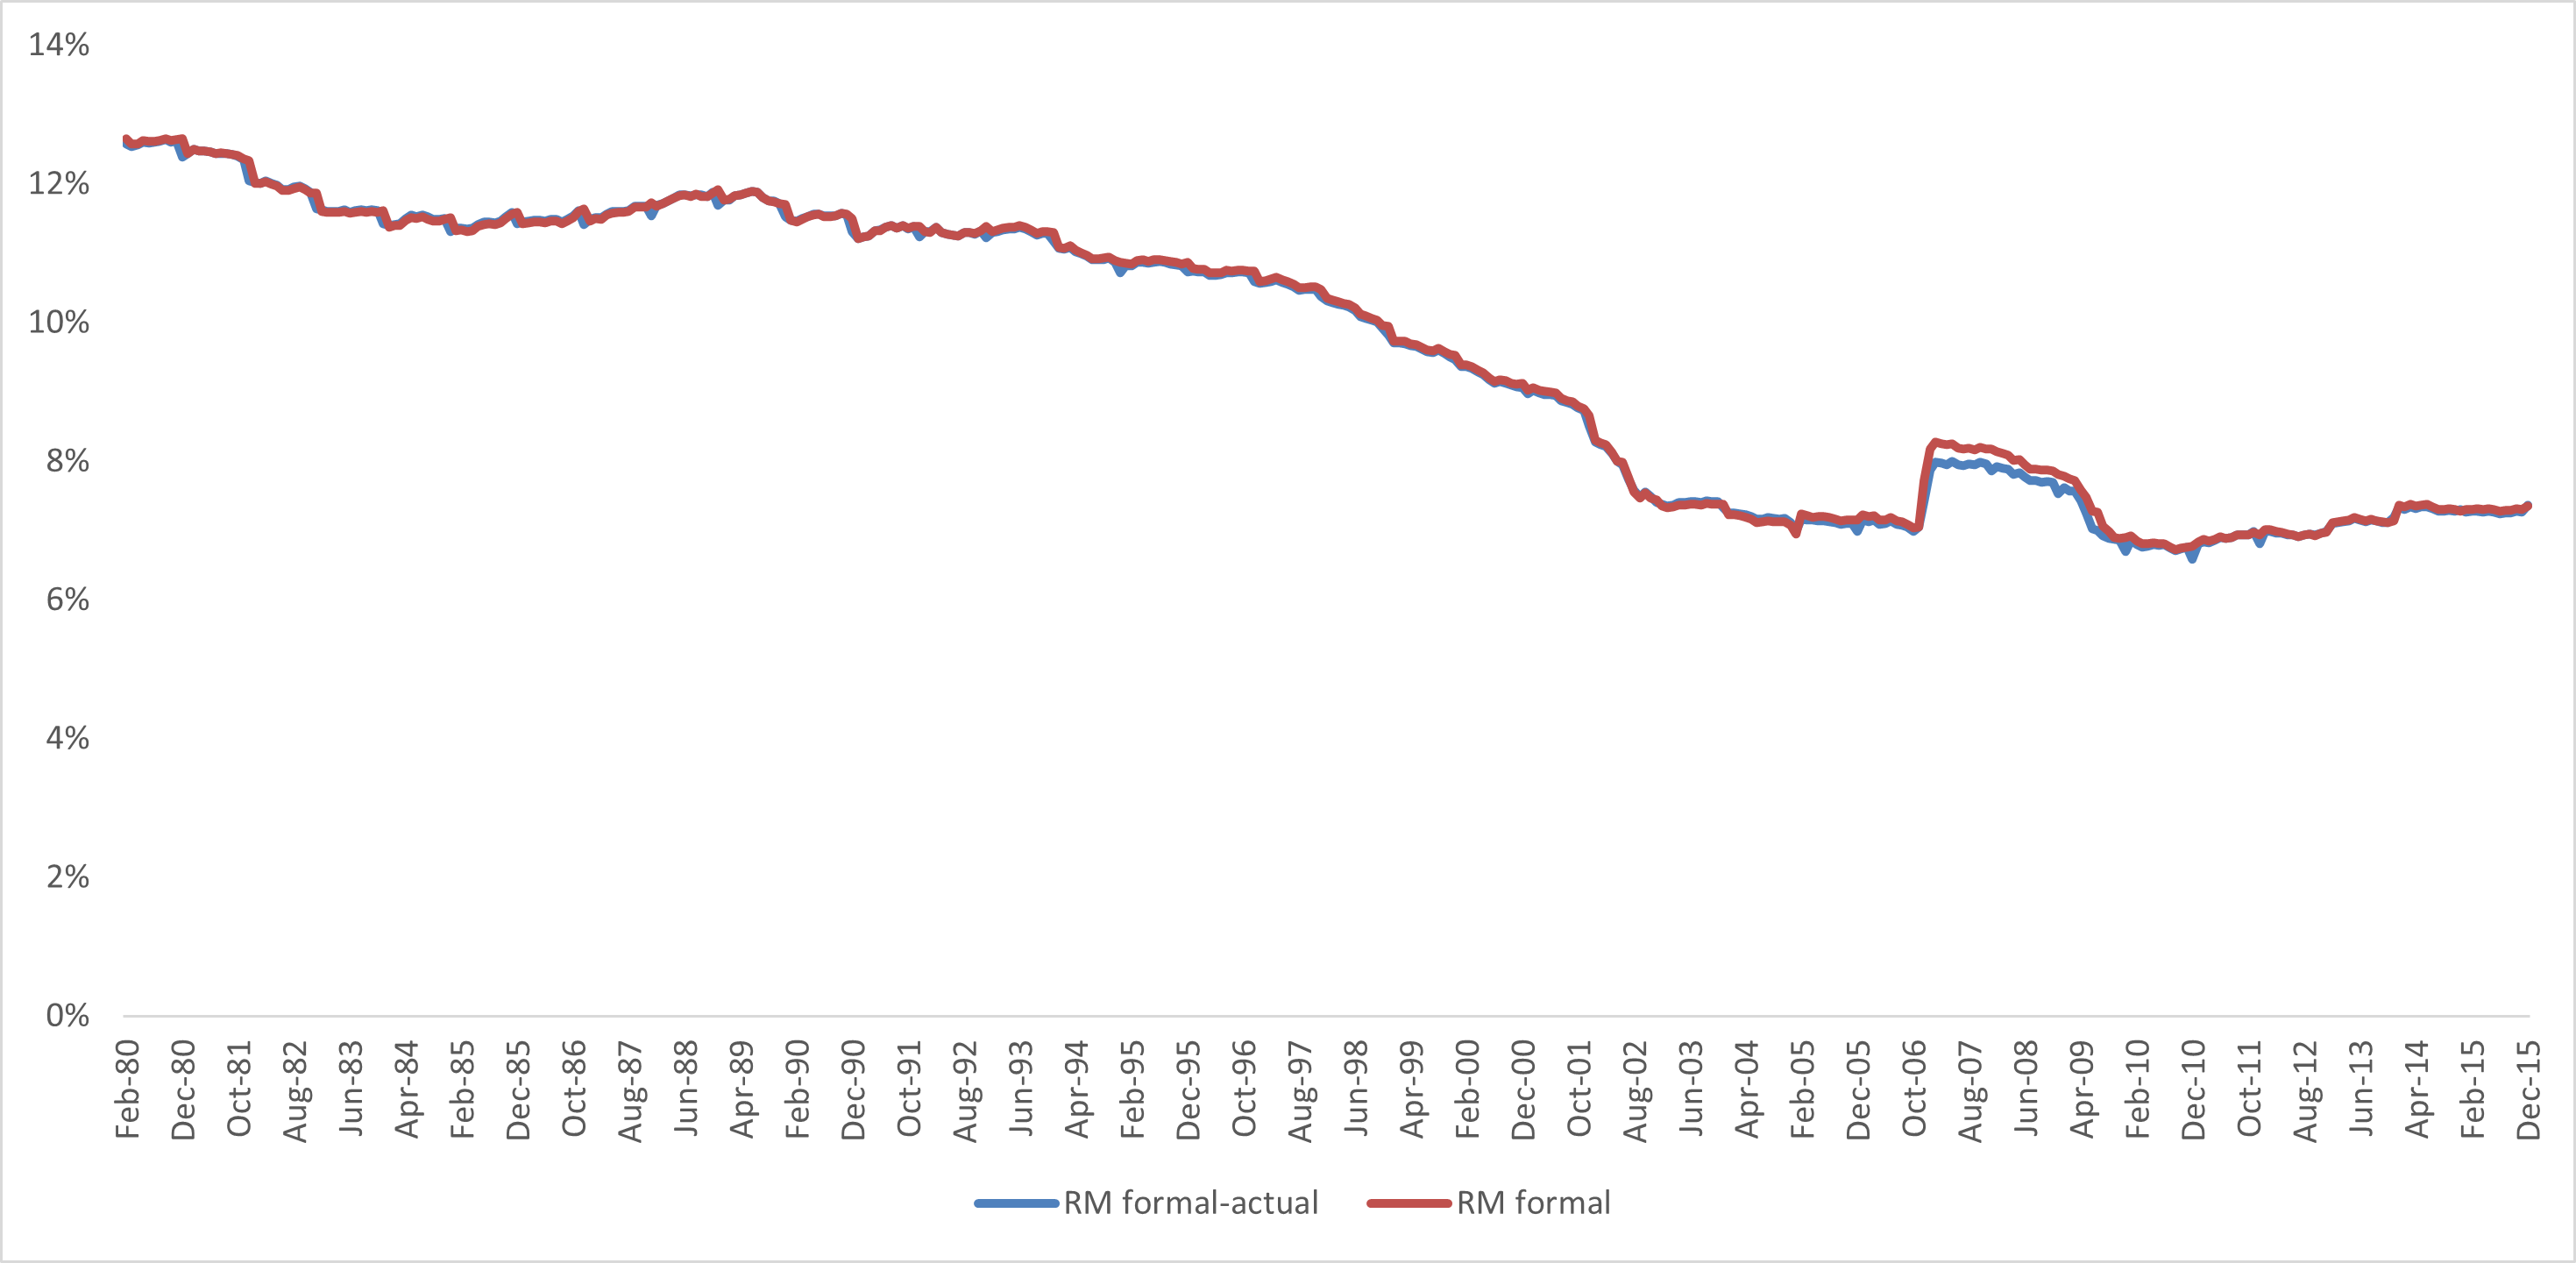 14%
12%
10%
8%
6%
4%
2%
0%
Feb-80
Dec-80
Oct-81
Aug-82
Jun-83
Apr-84
Feb-85
Dec-85
Oct-86
Aug-87
Jun-88
Apr-89
Feb-90
Dec-90
Oct-91
Aug-92
Jun-93
Apr-94
Feb-95
Dec-95
Oct-96
Aug-97
Jun-98
Apr-99
Feb-00
Dec-00
Oct-01
Aug-02
Jun-03
Apr-04
Feb-05
Dec-05
Oct-06
Aug-07
Jun-08
Apr-09
Feb-10
Dec-10
Oct-11
Aug-12
Jun-13
Apr-14
Feb-15
Dec-15
RM formal-actual
RM formal